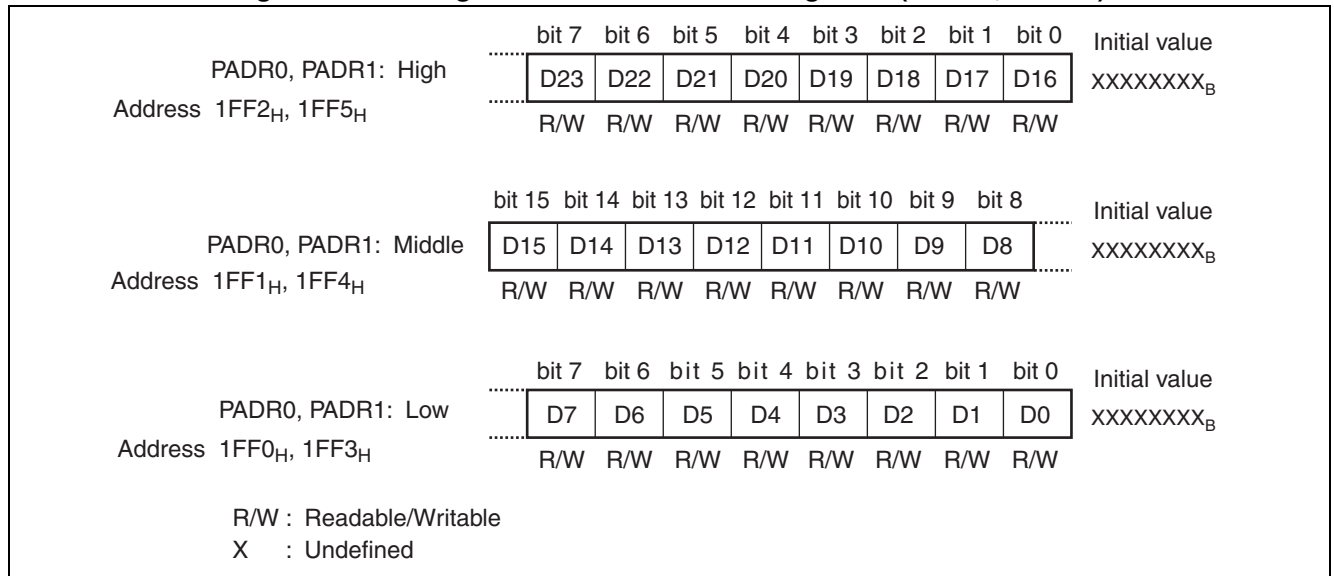 bit 7 bit 6 bit 5 bit 4 bit 3 bit 2 bit 1 bit 0 Initial value
PADR0, PADR1: High D23 D22 D21 D20 D19 D18 D17 D16 XXXXXXXXB
Address 1FF2H, 1FF5H
R/W R/W R/W R/W R/W R/W R/W R/W
bit 15 bit 14 bit 13 bit 12 bit 11 bit 10 bit 9 bit 8 Initial value
PADR0, PADR1: Middle D15 D14 D13 D12 D11 D10 D9 D8 XXXXXXXXB
Address 1FF1H, 1FF4H
R/W R/W R/W R/W R/W R/W R/W R/W
bit 7 bit 6 bit 5 bit 4 bit 3 bit 2 bit 1 bit 0 Initial value
PADR0, PADR1: Low D7 D6 D5 D4 D3 D2 D1 D0 XXXXXXXXB
Address 1FF0H, 1FF3H
R/W R/W R/W R/W R/W R/W R/W R/W
R/W : Readable/Writable
X : Undefined